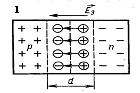 1
E₃
+ + ⊖ ⊕ − −
+ + ⊖ ⊕ − −
p n
+ + ⊖ ⊕ − −
+ + ⊖ ⊕ − −
d